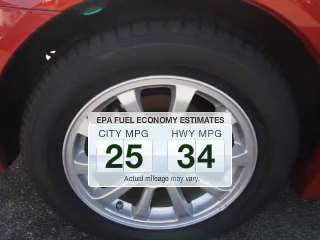 EPA FUEL ECONOMY ESTIMATES
CITY MPG HWY MPG
25 34
Actual mileage may vary.